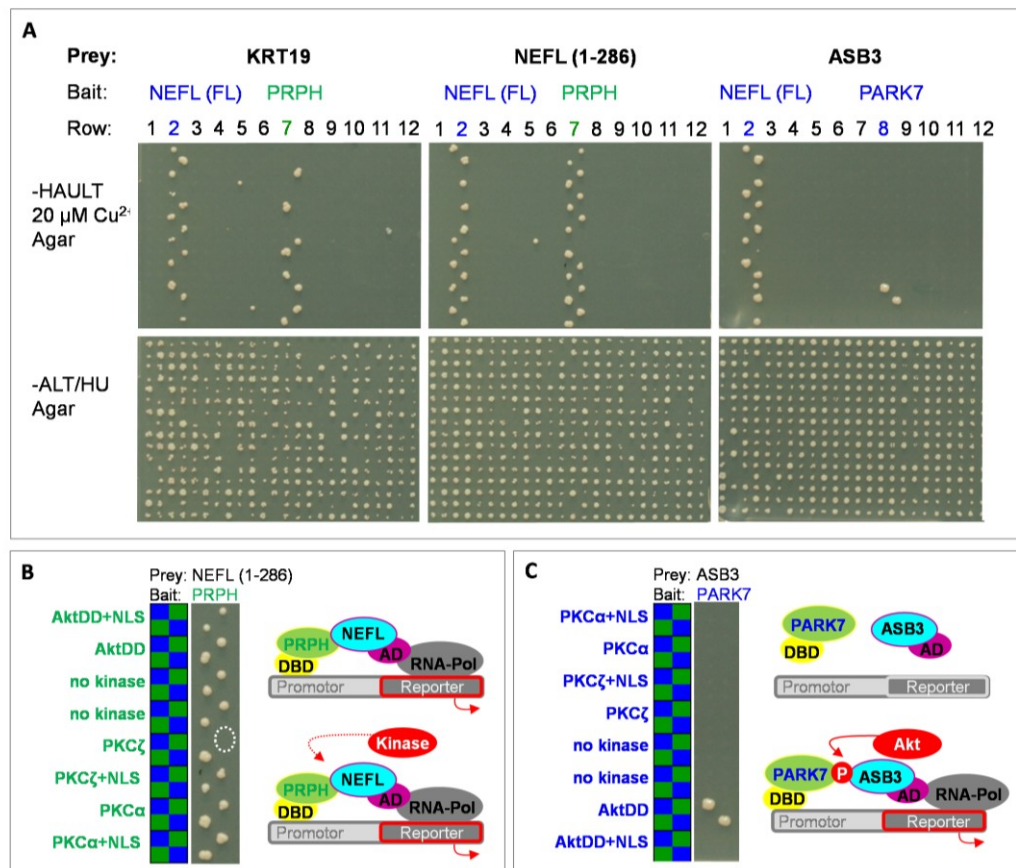 A
Prey: KRT19 NEFL (1-286) ASB3
Bait: NEFL (FL) PRPH NEFL (FL) PRPH NEFL (FL) PARK7
Row: 1 2 3 4 5 6 7 8 9 10 11 12 1 2 3 4 5 6 7 8 9 10 11 12 1 2 3 4 5 6 7 8 9 10 11 12
-HAULT
20 µM Cu²⁺
Agar
-ALT/HU
Agar
B
Prey: NEFL (1-286)
Bait: PRPH
AktDD+NLS
AktDD
no kinase
no kinase
PKCζ
PKCζ+NLS
PKCα
PKCα+NLS
PRPH NEFL
DBD AD RNA-Pol
Promotor Reporter
Kinase
PRPH NEFL
DBD AD RNA-Pol
Promotor Reporter
C
Prey: ASB3
Bait: PARK7
PKCα+NLS
PKCα
PKCζ+NLS
PKCζ
no kinase
no kinase
AktDD
AktDD+NLS
PARK7 ASB3
DBD AD
Promotor Reporter
Akt
PARK7 P ASB3
DBD AD RNA-Pol
Promotor Reporter